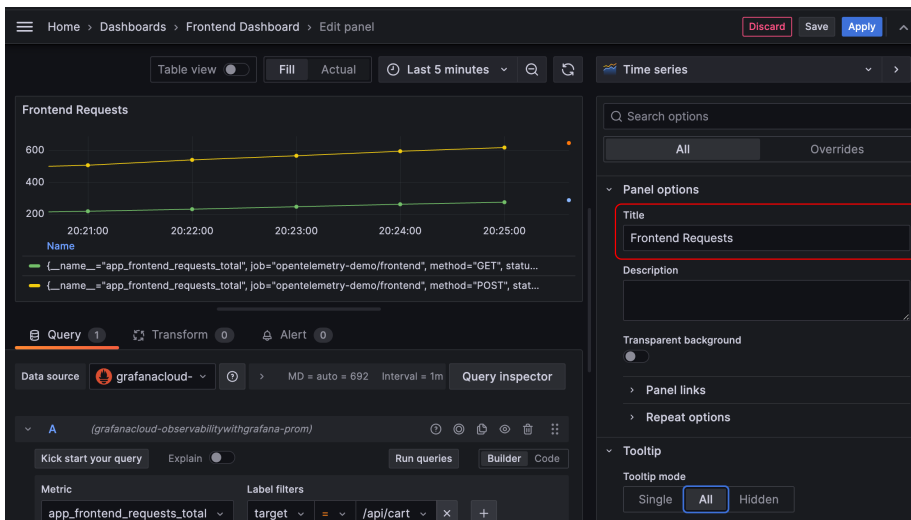 Home › Dashboards › Frontend Dashboard › Edit panel
Discard Save Apply
Table view Fill Actual Last 5 minutes
Time series
Frontend Requests
600
400
200
20:21:00 20:22:00 20:23:00 20:24:00 20:25:00
Name
{__name__="app_frontend_requests_total", job="opentelemetry-demo/frontend", method="GET", statu...
{__name__="app_frontend_requests_total", job="opentelemetry-demo/frontend", method="POST", stat...
Query 1 Transform 0 Alert 0
Data source grafanacloud- MD = auto = 692 Interval = 1m Query inspector
A (grafanacloud-observabilitywithgrafana-prom)
Kick start your query Explain Run queries Builder Code
Metric Label filters
app_frontend_requests_total target = /api/cart × +
Search options
All Overrides
Panel options
Title
Frontend Requests
Description
Transparent background
Panel links
Repeat options
Tooltip
Tooltip mode
Single All Hidden